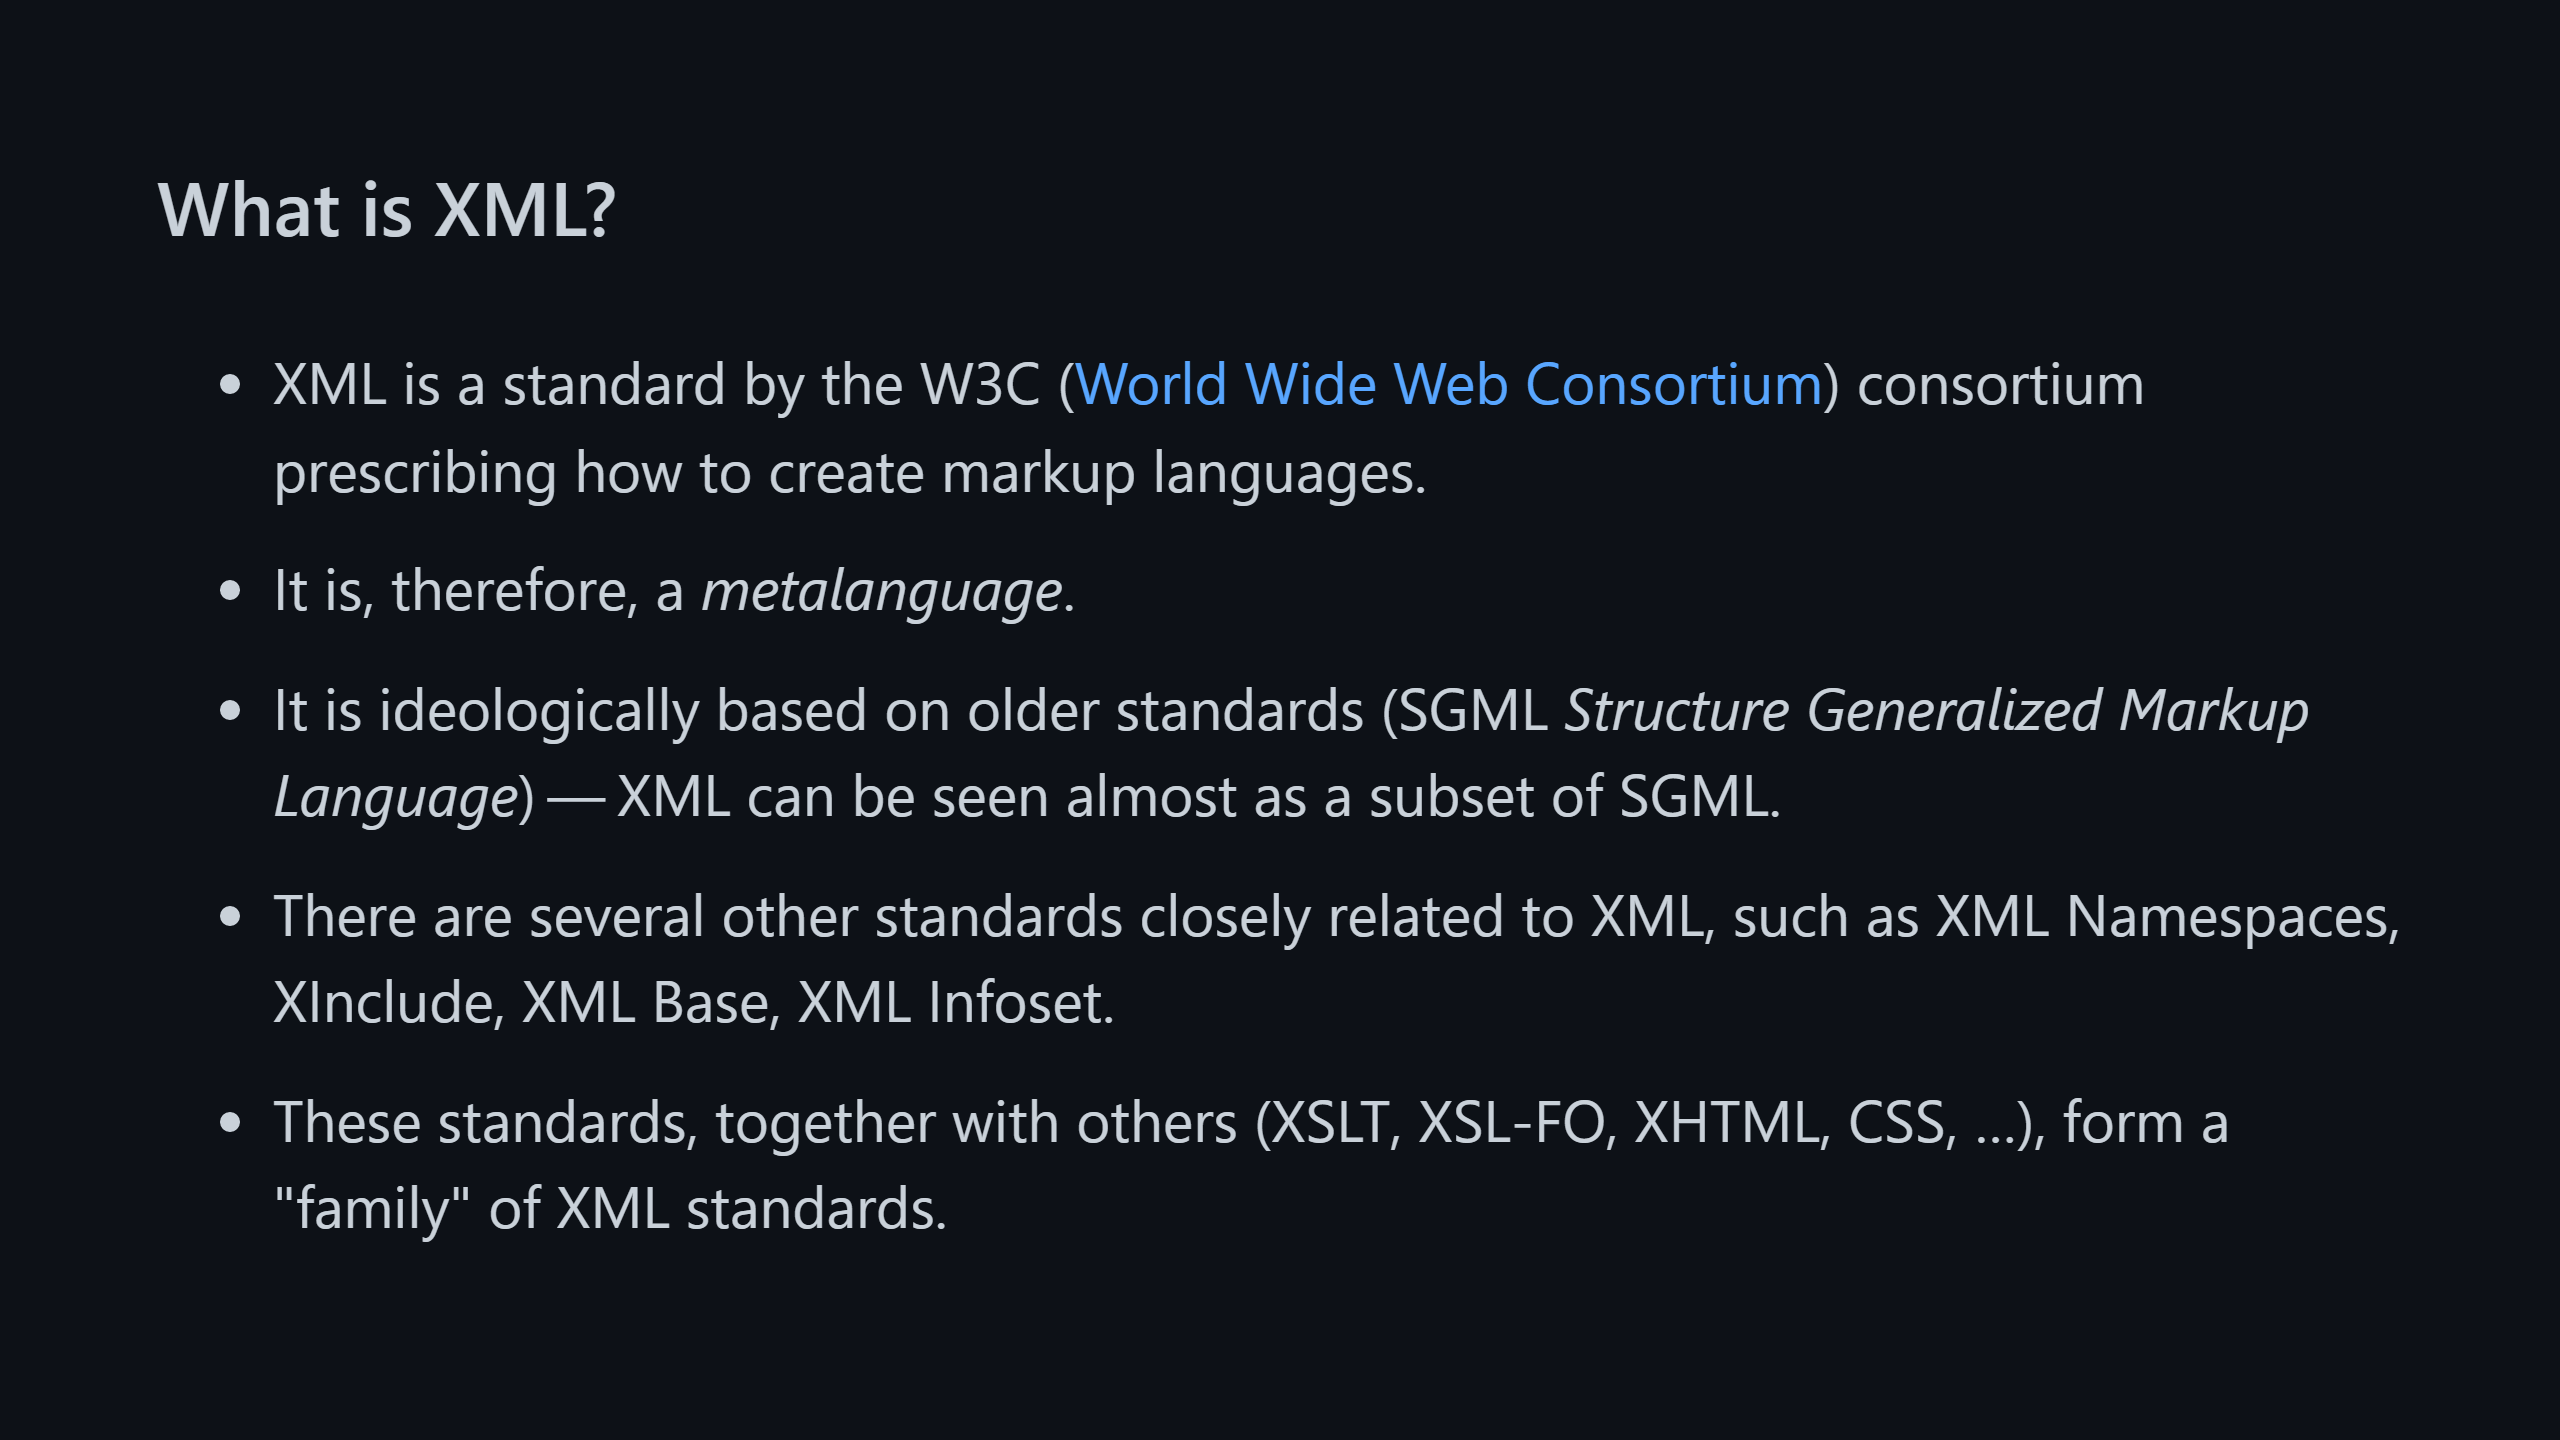 What is XML?
• XML is a standard by the W3C (World Wide Web Consortium) consortium
prescribing how to create markup languages.
• It is, therefore, a metalanguage.
• It is ideologically based on older standards (SGML Structure Generalized Markup
Language) — XML can be seen almost as a subset of SGML.
• There are several other standards closely related to XML, such as XML Namespaces,
XInclude, XML Base, XML Infoset.
• These standards, together with others (XSLT, XSL-FO, XHTML, CSS, …), form a
"family" of XML standards.